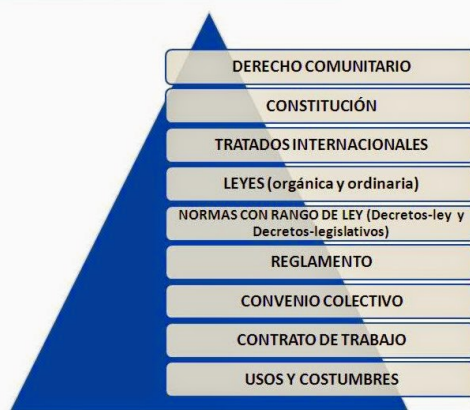 DERECHO COMUNITARIO
CONSTITUCIÓN
TRATADOS INTERNACIONALES
LEYES (orgánica y ordinaria)
NORMAS CON RANGO DE LEY (Decretos-ley y
Decretos-legislativos)
REGLAMENTO
CONVENIO COLECTIVO
CONTRATO DE TRABAJO
USOS Y COSTUMBRES